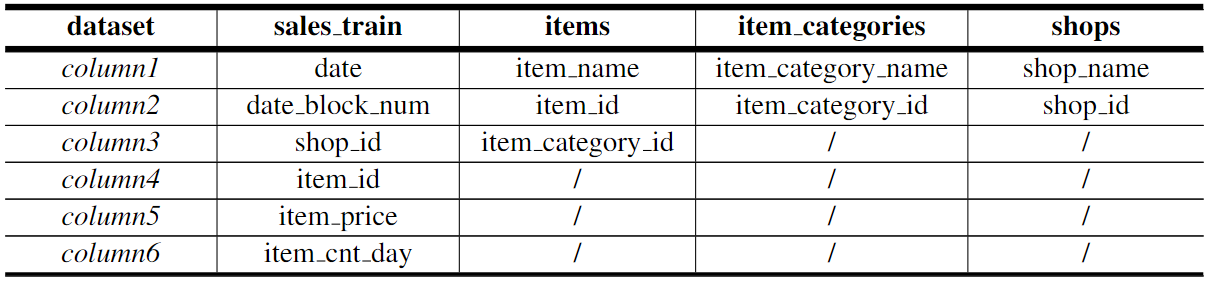 dataset sales_train items item_categories shops
column1 date item_name item_category_name shop_name
column2 date_block_num item_id item_category_id shop_id
column3 shop_id item_category_id / /
column4 item_id / / /
column5 item_price / / /
column6 item_cnt_day / / /